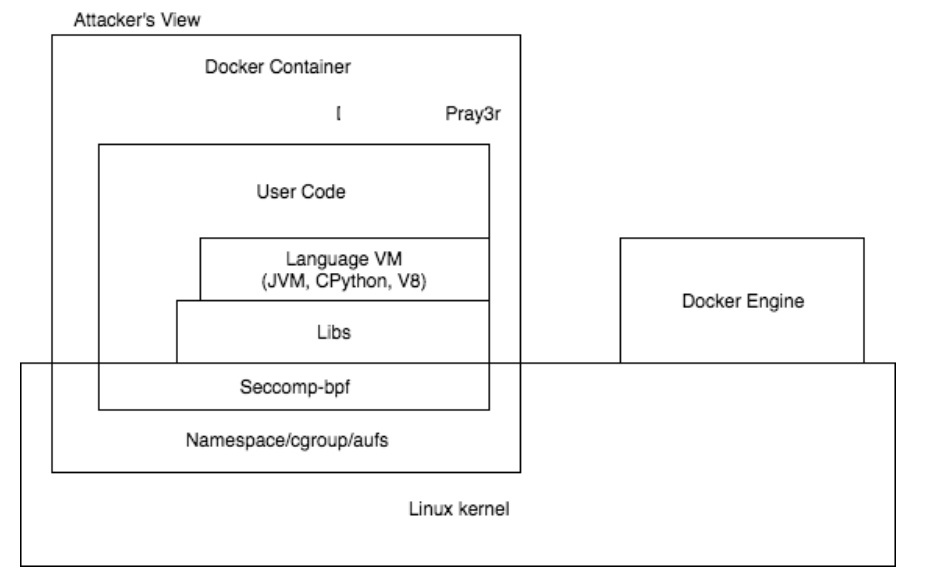 Attacker's View
Docker Container
Pray3r
User Code
Language VM
(JVM, CPython, V8)
Libs
Docker Engine
Seccomp-bpf
Namespace/cgroup/aufs
Linux kernel